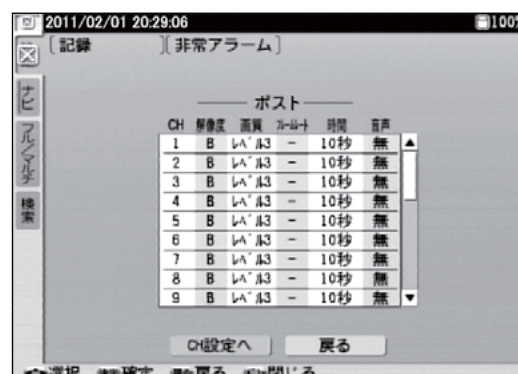 2011/02/01 20:29:06 100%
[記録 ][非常アラーム]
ナビ
フル/マルチ
検索
ポスト
CH 解像度 画質 フレームレート 時間 音声
1 B レベル3 − 10秒 無
2 B レベル3 − 10秒 無
3 B レベル3 − 10秒 無
4 B レベル3 − 10秒 無
5 B レベル3 − 10秒 無
6 B レベル3 − 10秒 無
7 B レベル3 − 10秒 無
8 B レベル3 − 10秒 無
9 B レベル3 − 10秒 無
CH設定へ 戻る
選択 確定 戻る 閉じる